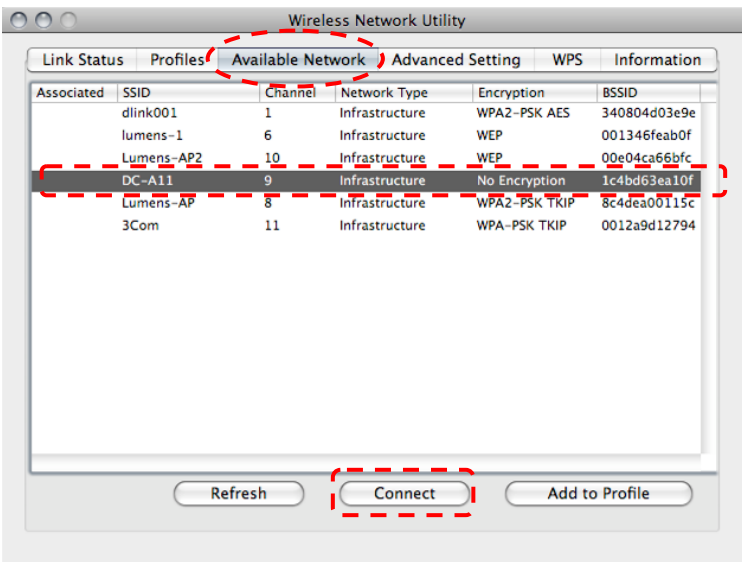 Wireless Network Utility
Link Status Profiles Available Network Advanced Setting WPS Information
Associated SSID Channel Network Type Encryption BSSID
dlink001 1 Infrastructure WPA2-PSK AES 340804d03e9e
lumens-1 6 Infrastructure WEP 001346feab0f
Lumens-AP2 10 Infrastructure WEP 00e04ca66bfc
DC-A11 9 Infrastructure No Encryption 1c4bd63ea10f
Lumens-AP 8 Infrastructure WPA2-PSK TKIP 8c4dea00115c
3Com 11 Infrastructure WPA-PSK TKIP 0012a9d12794
Refresh Connect Add to Profile